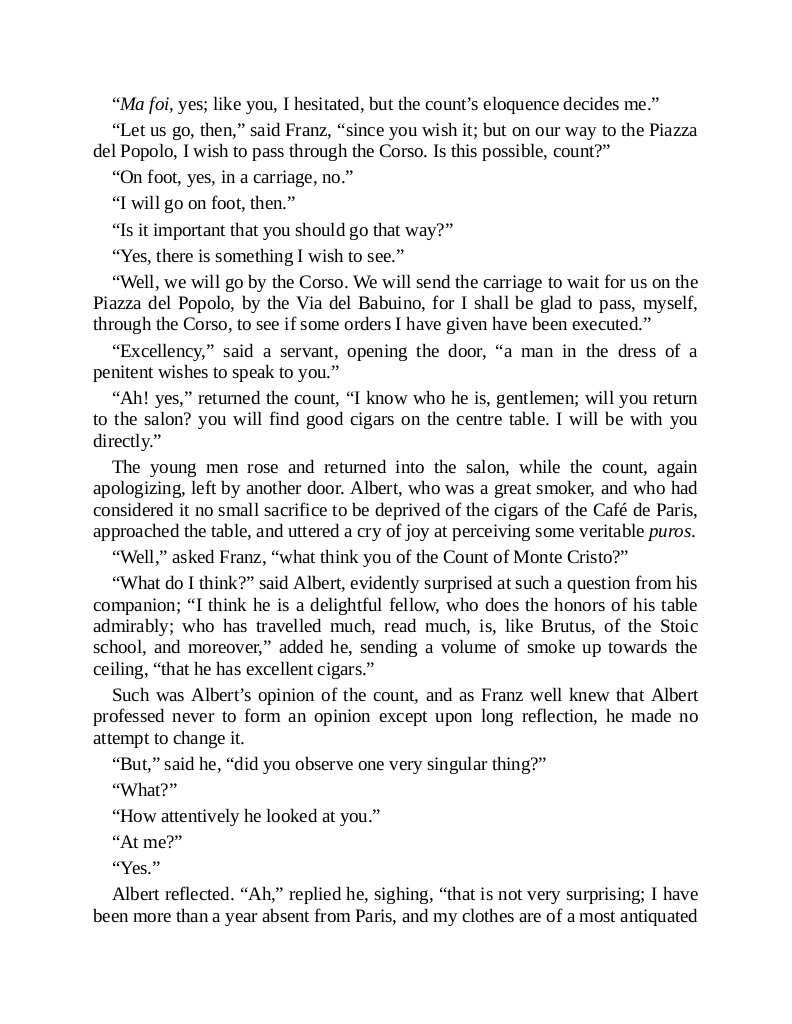 “Ma foi, yes; like you, I hesitated, but the count’s eloquence decides me.”
“Let us go, then,” said Franz, “since you wish it; but on our way to the Piazza
del Popolo, I wish to pass through the Corso. Is this possible, count?”
“On foot, yes, in a carriage, no.”
“I will go on foot, then.”
“Is it important that you should go that way?”
“Yes, there is something I wish to see.”
“Well, we will go by the Corso. We will send the carriage to wait for us on the
Piazza del Popolo, by the Via del Babuino, for I shall be glad to pass, myself,
through the Corso, to see if some orders I have given have been executed.”
“Excellency,” said a servant, opening the door, “a man in the dress of a
penitent wishes to speak to you.”
“Ah! yes,” returned the count, “I know who he is, gentlemen; will you return
to the salon? you will find good cigars on the centre table. I will be with you
directly.”
The young men rose and returned into the salon, while the count, again
apologizing, left by another door. Albert, who was a great smoker, and who had
considered it no small sacrifice to be deprived of the cigars of the Café de Paris,
approached the table, and uttered a cry of joy at perceiving some veritable puros.
“Well,” asked Franz, “what think you of the Count of Monte Cristo?”
“What do I think?” said Albert, evidently surprised at such a question from his
companion; “I think he is a delightful fellow, who does the honors of his table
admirably; who has travelled much, read much, is, like Brutus, of the Stoic
school, and moreover,” added he, sending a volume of smoke up towards the
ceiling, “that he has excellent cigars.”
Such was Albert’s opinion of the count, and as Franz well knew that Albert
professed never to form an opinion except upon long reflection, he made no
attempt to change it.
“But,” said he, “did you observe one very singular thing?”
“What?”
“How attentively he looked at you.”
“At me?”
“Yes.”
Albert reflected. “Ah,” replied he, sighing, “that is not very surprising; I have
been more than a year absent from Paris, and my clothes are of a most antiquated